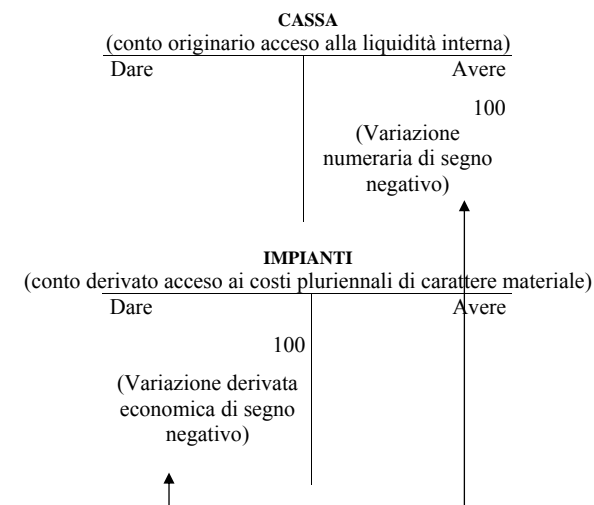 CASSA
(conto originario acceso alla liquidità interna)
Dare Avere
100
(Variazione
numeraria di segno
negativo)
IMPIANTI
(conto derivato acceso ai costi pluriennali di carattere materiale)
Dare Avere
100
(Variazione derivata
economica di segno
negativo)